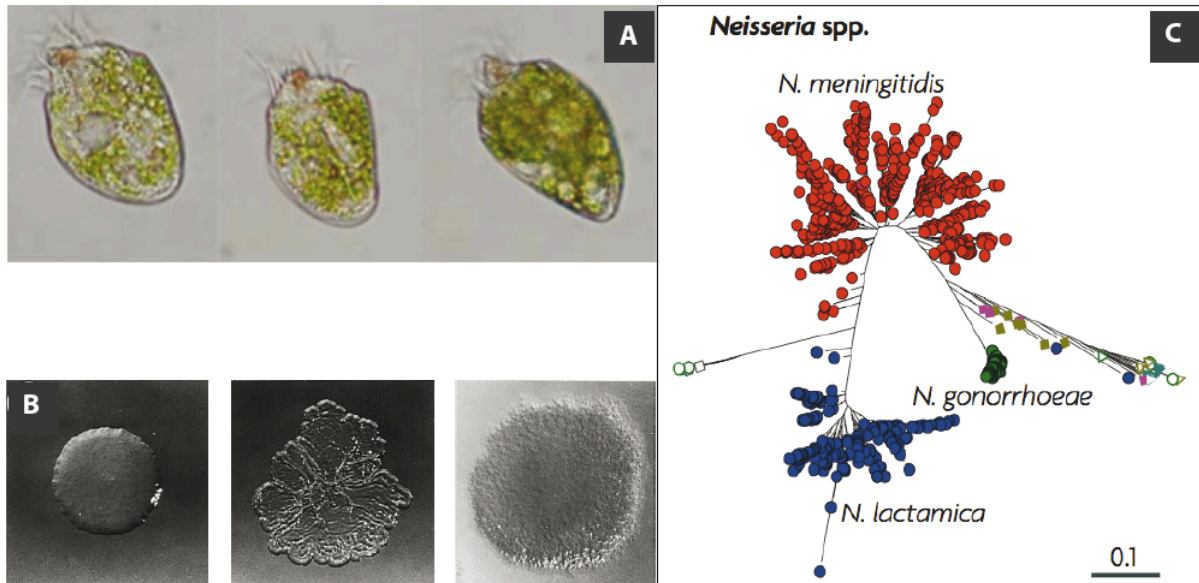 A
B
Neisseria spp.
C
N. meningitidis
N. gonorrhoeae
N. lactamica
0.1